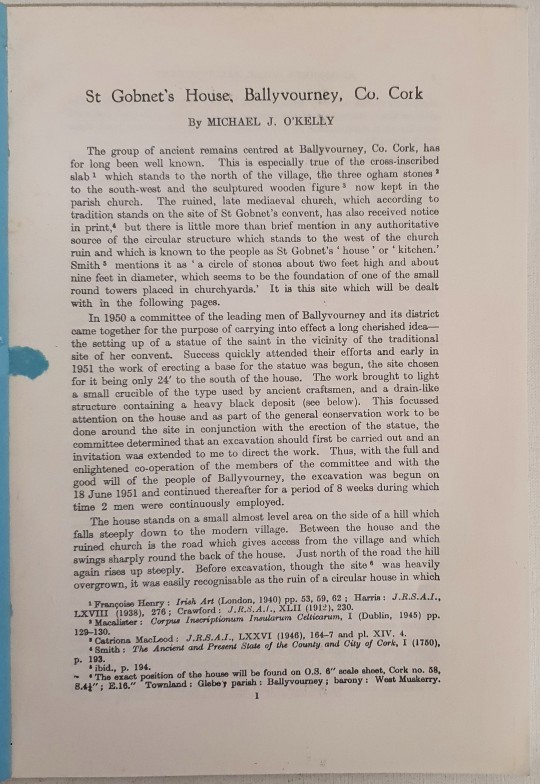 St Gobnet's House, Ballyvourney, Co. Cork
By MICHAEL J. O'KELLY
The group of ancient remains centred at Ballyvourney, Co. Cork, has
for long been well known. This is especially true of the cross-inscribed
slab ¹ which stands to the north of the village, the three ogham stones ²
to the south-west and the sculptured wooden figure ³ now kept in the
parish church. The ruined, late mediaeval church, which according to
tradition stands on the site of St Gobnet's convent, has also received notice
in print,⁴ but there is little more than brief mention in any authoritative
source of the circular structure which stands to the west of the church
ruin and which is known to the people as St Gobnet's ' house ' or ' kitchen.'
Smith ⁵ mentions it as ' a circle of stones about two feet high and about
nine feet in diameter, which seems to be the foundation of one of the small
round towers placed in churchyards.' It is this site which will be dealt
with in the following pages.
In 1950 a committee of the leading men of Ballyvourney and its district
came together for the purpose of carrying into effect a long cherished idea—
the setting up of a statue of the saint in the vicinity of the traditional
site of her convent. Success quickly attended their efforts and early in
1951 the work of erecting a base for the statue was begun, the site chosen
for it being only 24' to the south of the house. The work brought to light
a small crucible of the type used by ancient craftsmen, and a drain-like
structure containing a heavy black deposit (see below). This focussed
attention on the house and as part of the general conservation work to be
done around the site in conjunction with the erection of the statue, the
committee determined that an excavation should first be carried out and an
invitation was extended to me to direct the work. Thus, with the full and
enlightened co-operation of the members of the committee and with the
good will of the people of Ballyvourney, the excavation was begun on
18 June 1951 and continued thereafter for a period of 8 weeks during which
time 2 men were continuously employed.
The house stands on a small almost level area on the side of a hill which
falls steeply down to the modern village. Between the house and the
ruined church is the road which gives access from the village and which
swings sharply round the back of the house. Just north of the road the hill
again rises up steeply. Before excavation, though the site ⁶ was heavily
overgrown, it was easily recognisable as the ruin of a circular house in which
¹ Françoise Henry : Irish Art (London, 1940) pp. 53, 59, 62 ; Harris : J.R.S.A.I.,
LXVIII (1938), 276 ; Crawford : J.R.S.A.I., XLII (1912), 230.
² Macalister : Corpus Inscriptionum Insularum Celticarum, I (Dublin, 1945) pp.
129-130.
³ Catriona MacLeod : J.R.S.A.I., LXXVI (1946), 164-7 and pl. XIV, 4.
⁴ Smith : The Ancient and Present State of the County and City of Cork, I (1750),
p. 193.
⁵ ibid., p. 194.
⁶ The exact position of the house will be found on O.S. 6" scale sheet, Cork no. 58,
S.4½" ; E.16." Townland : Glebe ; parish : Ballyvourney ; barony : West Muskerry.
1